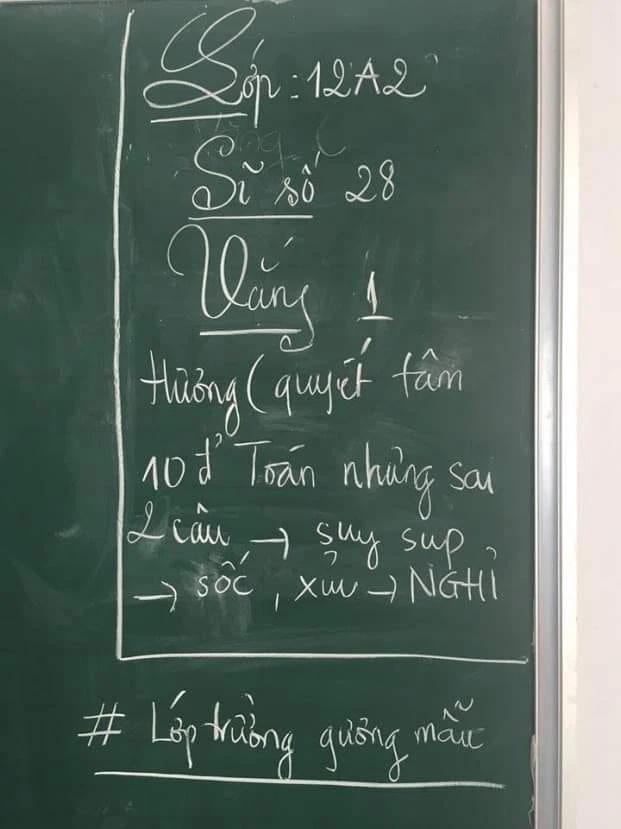 Lớp : 12A2
Sĩ số 28
Vắng 1
Hường ( quyết tâm
10 đ' Toán nhưng sai
2 câu → suy sụp
→ sốc, xỉu → NGHỈ
# Lớp trưởng gương mẫu